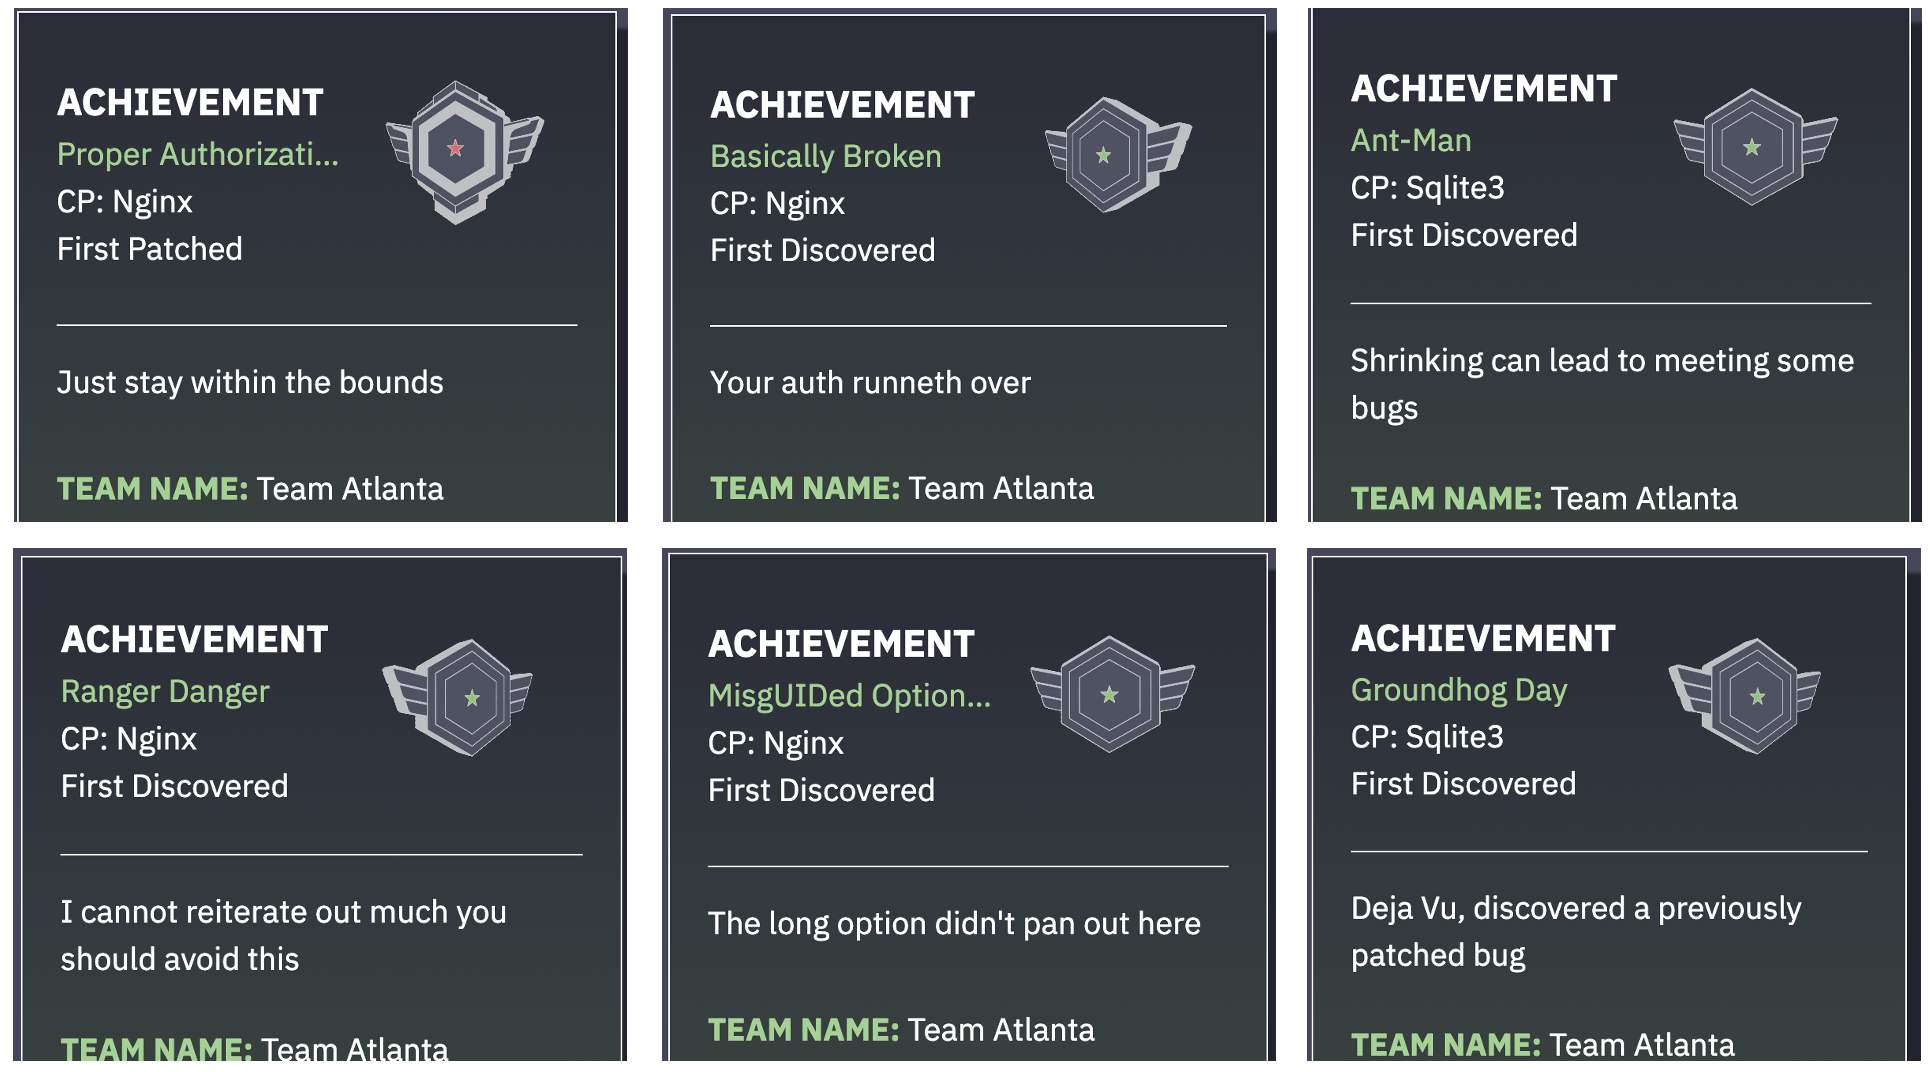 ACHIEVEMENT
Proper Authorizati...
CP: Nginx
First Patched
Just stay within the bounds
TEAM NAME: Team Atlanta
ACHIEVEMENT
Basically Broken
CP: Nginx
First Discovered
Your auth runneth over
TEAM NAME: Team Atlanta
ACHIEVEMENT
Ant-Man
CP: Sqlite3
First Discovered
Shrinking can lead to meeting some
bugs
TEAM NAME: Team Atlanta
ACHIEVEMENT
Ranger Danger
CP: Nginx
First Discovered
I cannot reiterate out much you
should avoid this
TEAM NAME: Team Atlanta
ACHIEVEMENT
MisgUIDed Option...
CP: Nginx
First Discovered
The long option didn't pan out here
TEAM NAME: Team Atlanta
ACHIEVEMENT
Groundhog Day
CP: Sqlite3
First Discovered
Deja Vu, discovered a previously
patched bug
TEAM NAME: Team Atlanta